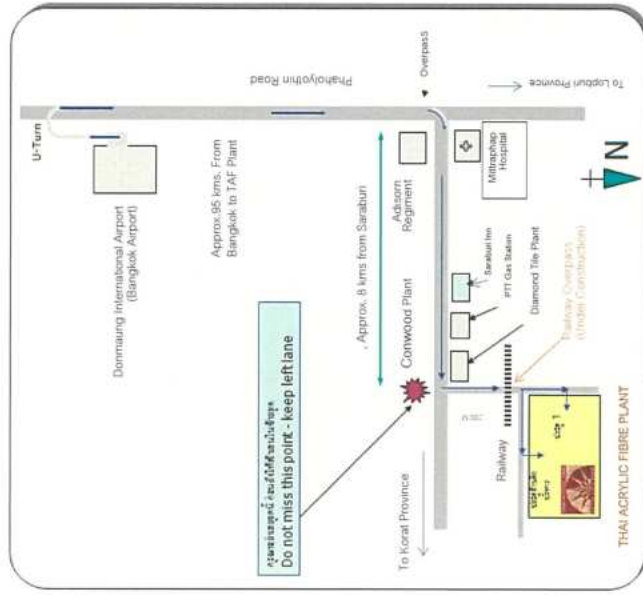 U-Turn
Donmaung International Airport
(Bangkok Airport)
Phaholyothin Road
Approx.95 kms. From
Bangkok to TAF Plant
Overpass
To Lopburi Province
Adisorn
Regiment
Mittraphap
Hospital
, Approx. 8 kms from Saraburi
Saraburi Inn
PTT Gas Station
Diamond Tile Plant
Conwood Plant
Do not miss this point - keep left lane
Railway Overpass
(Under Construction)
Railway
To Korat Province
N
THAI ACRYLIC FIBRE PLANT